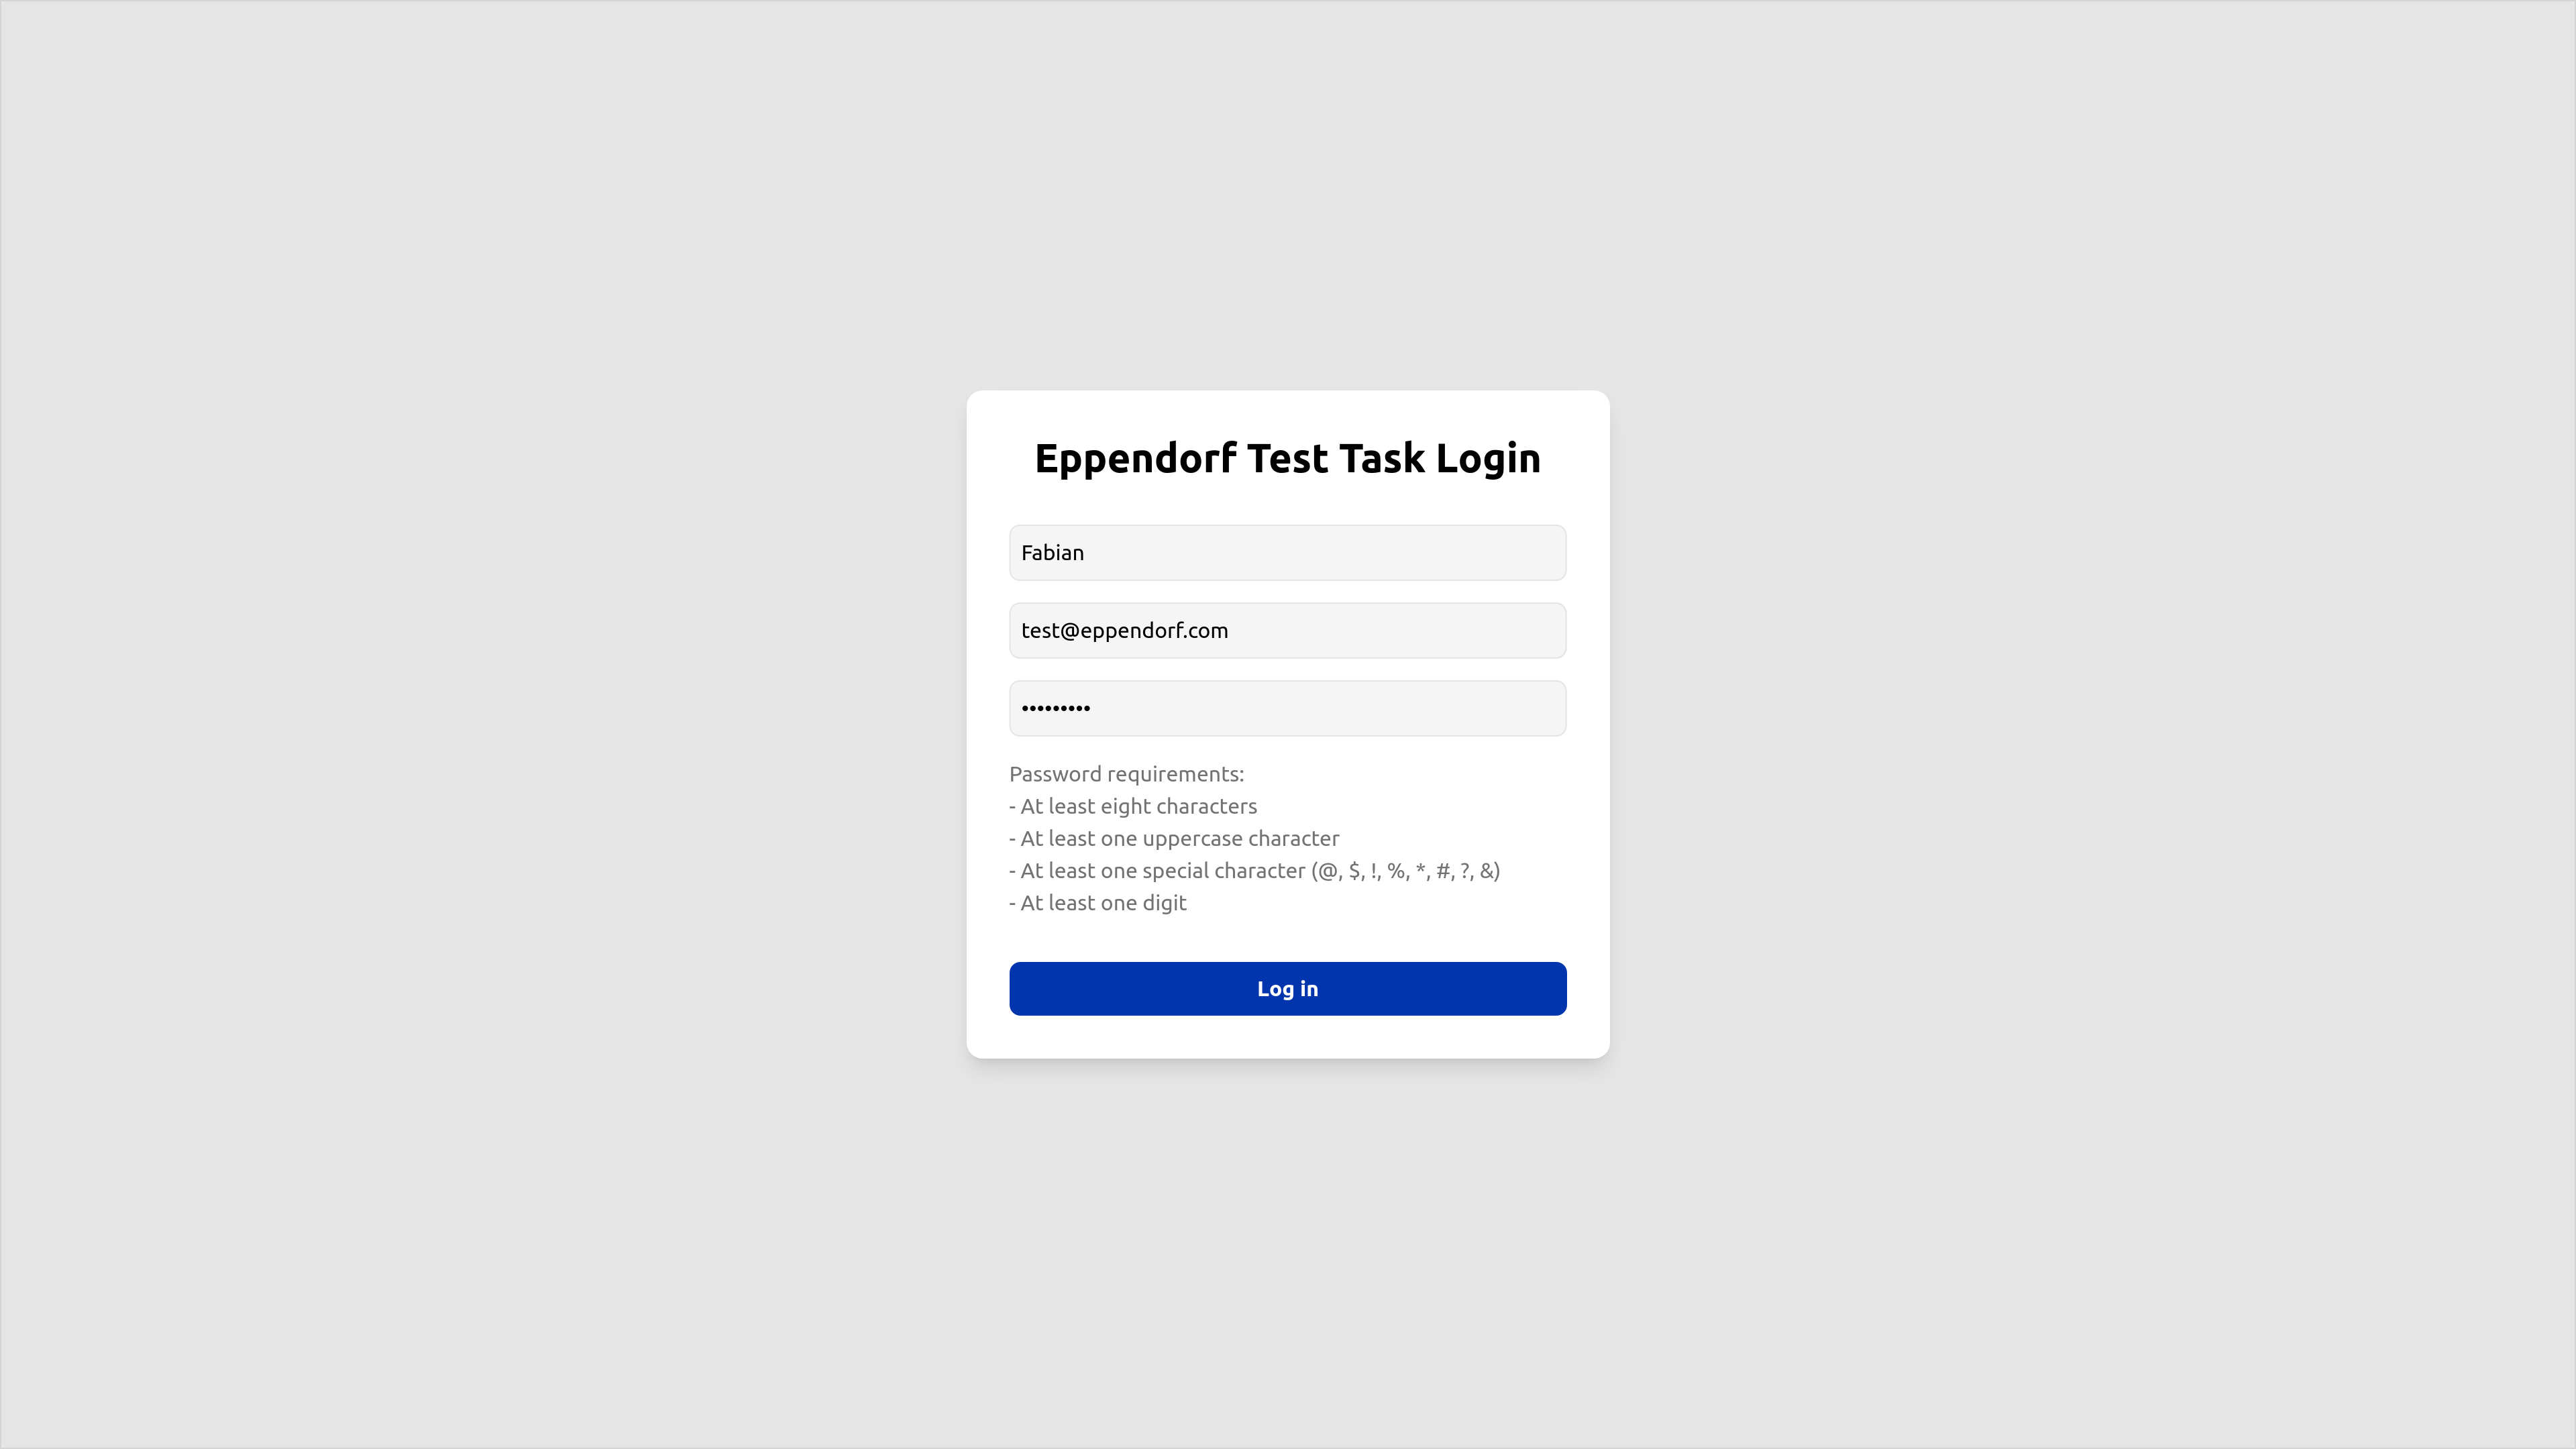 Eppendorf Test Task Login
Fabian
test@eppendorf.com
•••••••••
Password requirements:
- At least eight characters
- At least one uppercase character
- At least one special character (@, $, !, %, *, #, ?, &)
- At least one digit
Log in